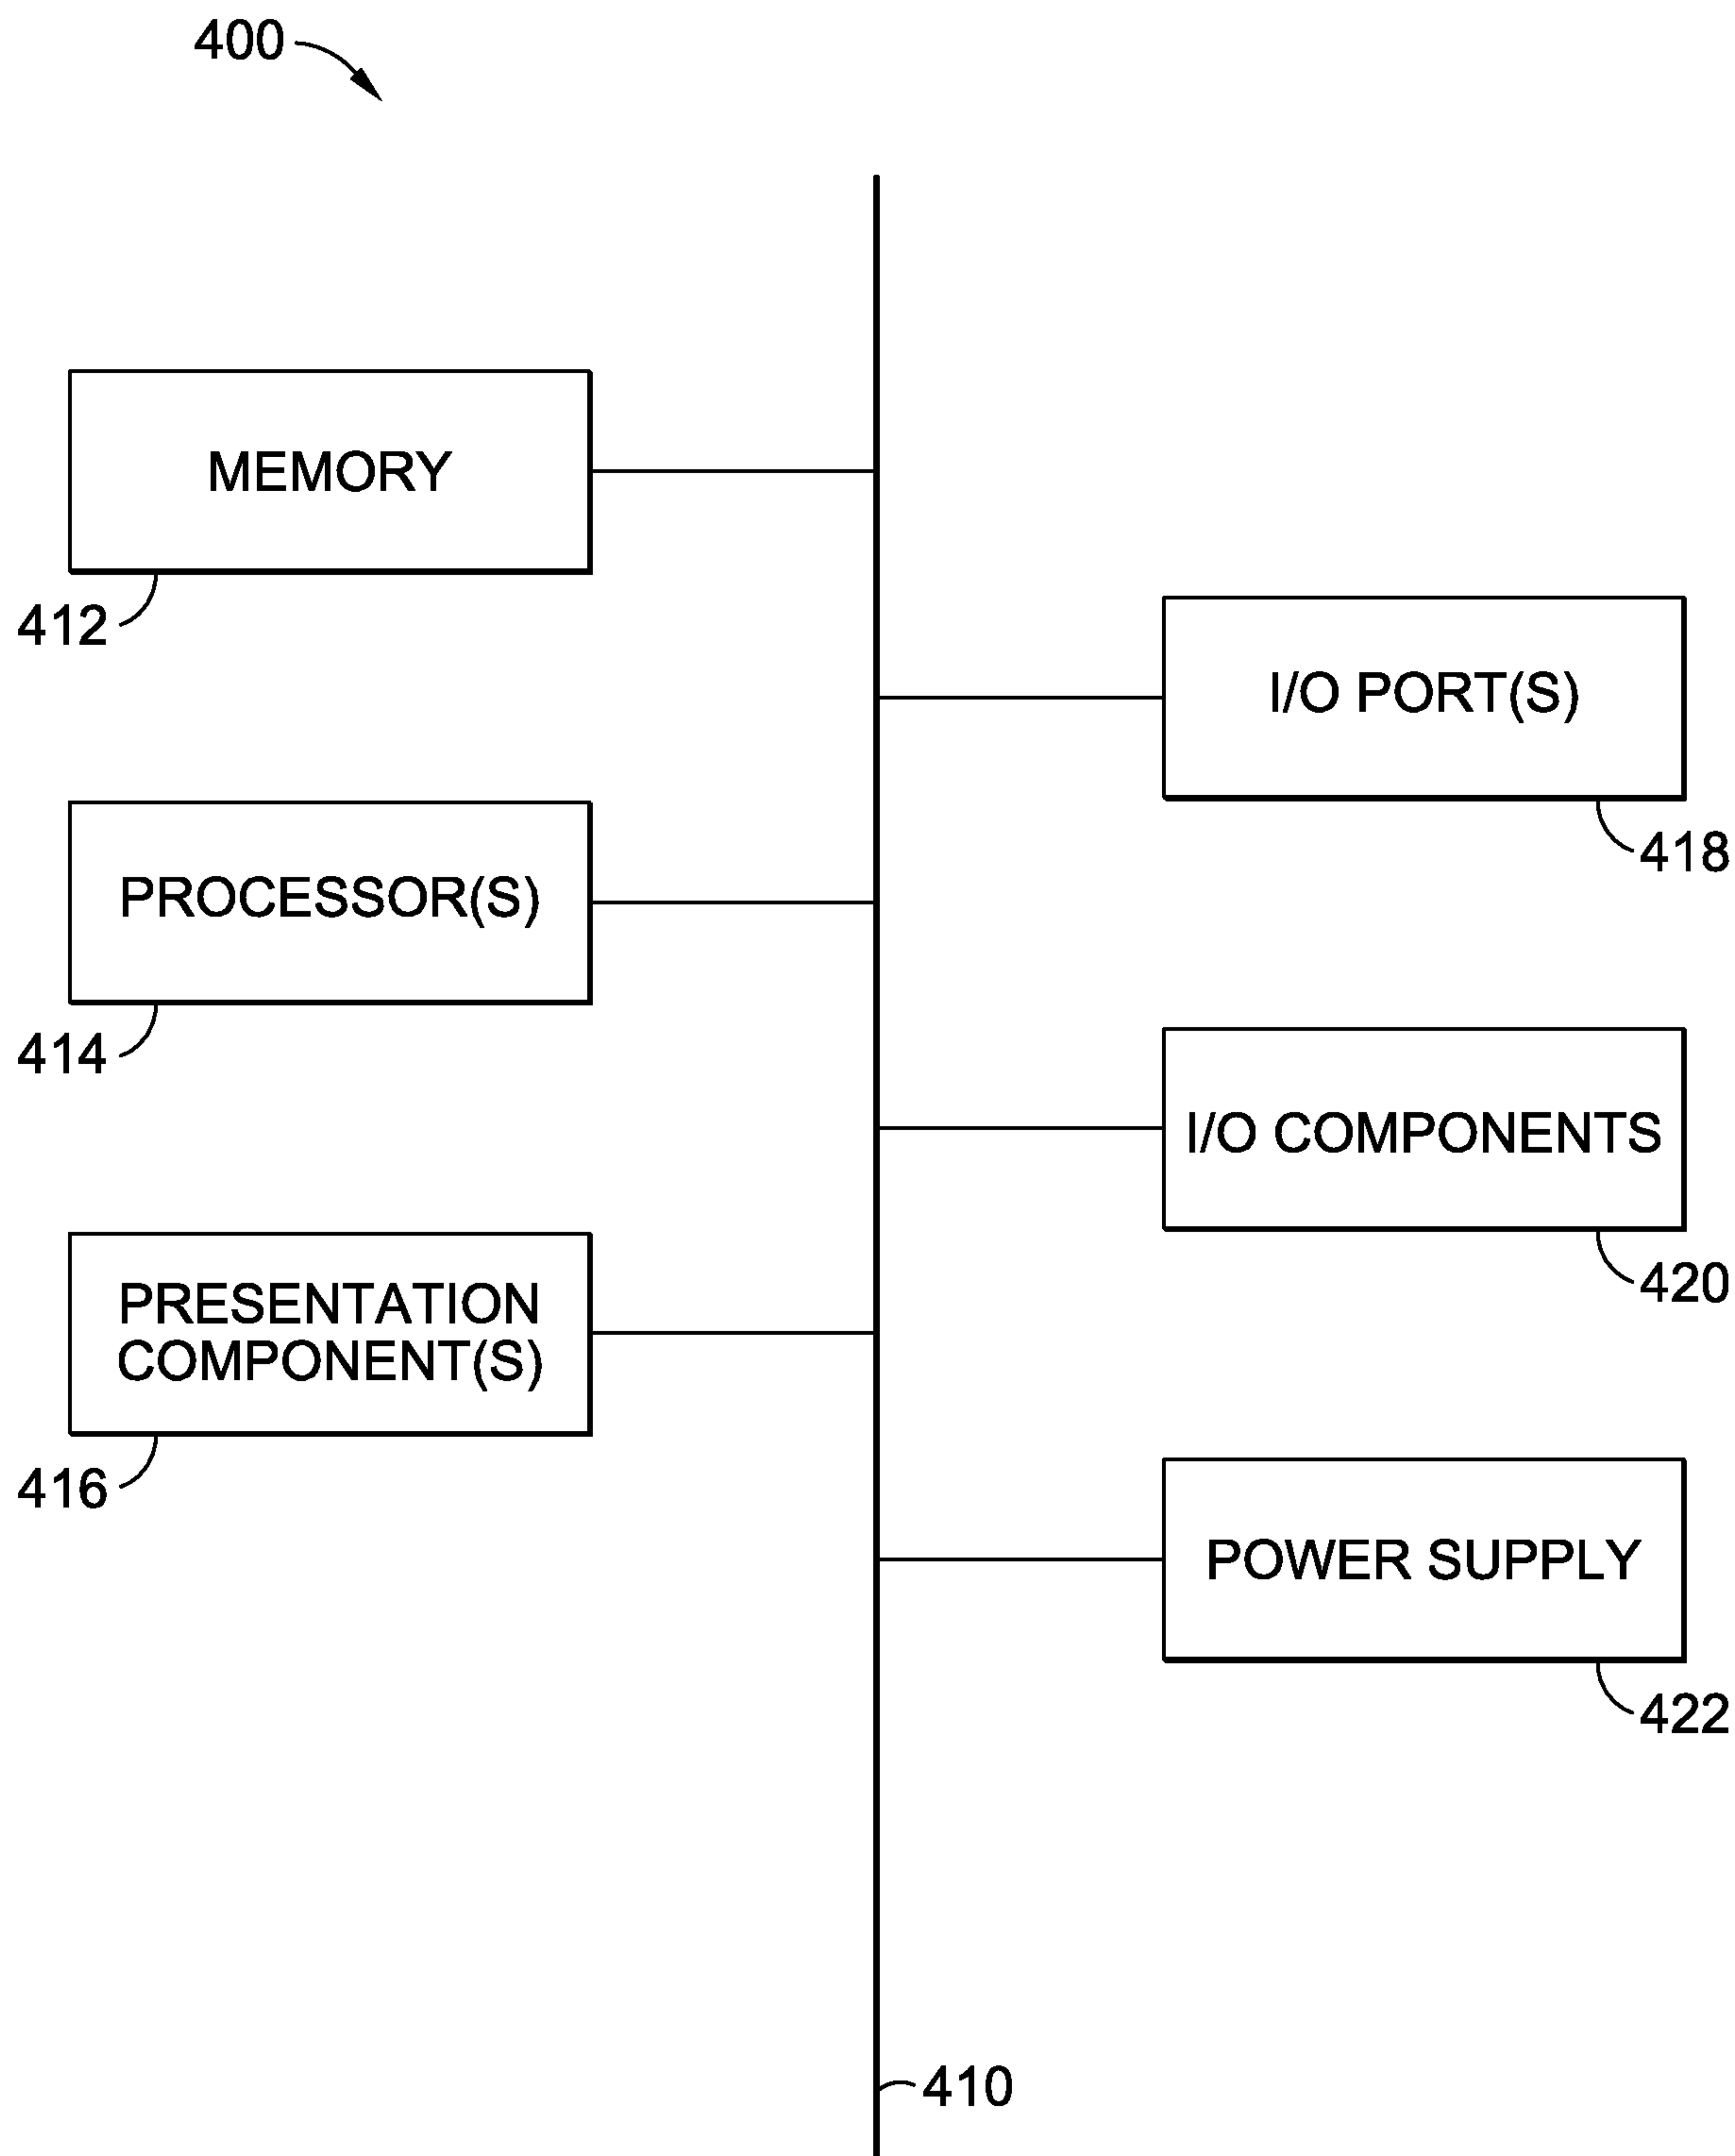 400
MEMORY
412
I/O PORT(S)
418
PROCESSOR(S)
414
I/O COMPONENTS
420
PRESENTATION
COMPONENT(S)
416
POWER SUPPLY
422
410